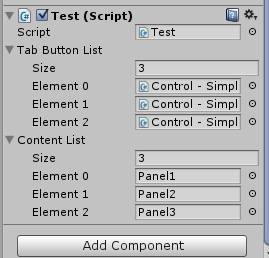 Test (Script)
Script Test
Tab Button List
Size 3
Element 0 Control - Simpl
Element 1 Control - Simpl
Element 2 Control - Simpl
Content List
Size 3
Element 0 Panel1
Element 1 Panel2
Element 2 Panel3
Add Component